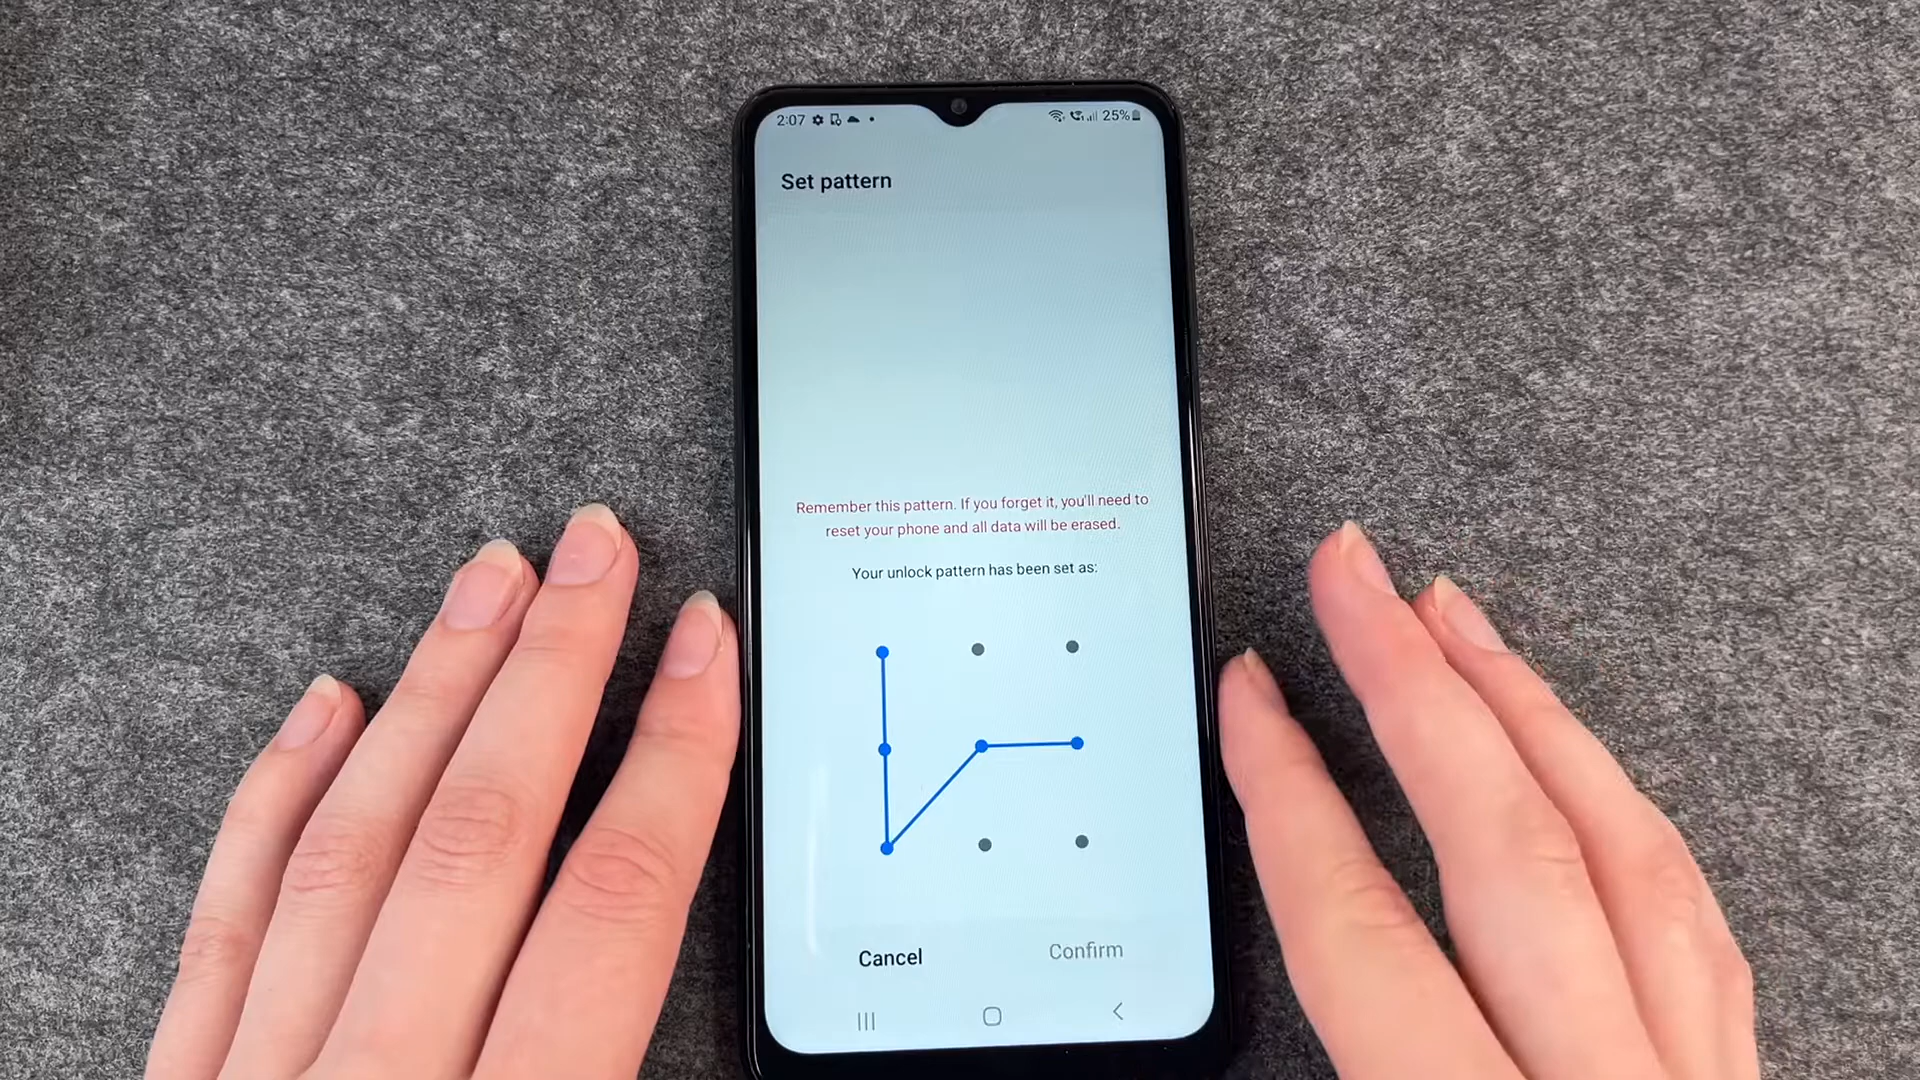 2:07 25%
Set pattern
Remember this pattern. If you forget it, you'll need to
reset your phone and all data will be erased.
Your unlock pattern has been set as:
Cancel Confirm